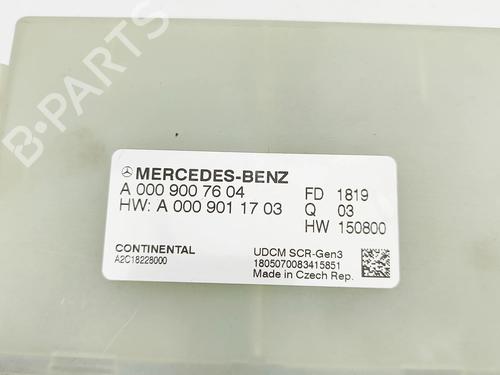 B-PARTS
MERCEDES-BENZ
A 000 900 76 04 FD 1819
HW: A 000 901 17 03 Q 03
HW 150800
CONTINENTAL UDCM SCR-Gen3
A2C18228000 1805070083415851
Made in Czech Rep.